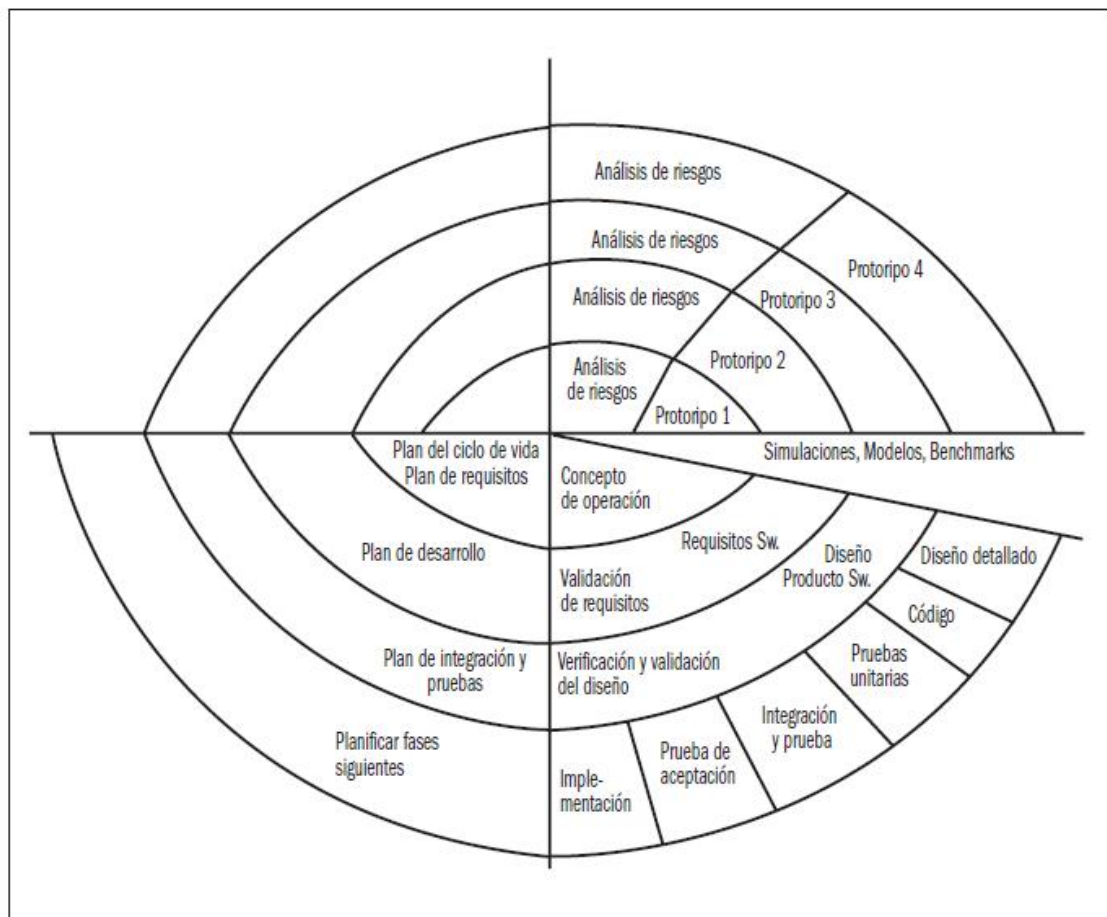 Análisis de riesgos
Análisis de riesgos
Análisis de riesgos
Análisis
de riesgos
Protoripo 4
Protoripo 3
Protoripo 2
Protoripo 1
Plan del ciclo de vida
Plan de requisitos
Concepto
de operación
Simulaciones, Modelos, Benchmarks
Plan de desarrollo
Requisitos Sw.
Validación
de requisitos
Diseño
Producto Sw.
Diseño detallado
Código
Pruebas
unitarias
Plan de integración y
pruebas
Verificación y validación
del diseño
Integración
y prueba
Planificar fases
siguientes
Prueba de
aceptación
Imple-
mentación